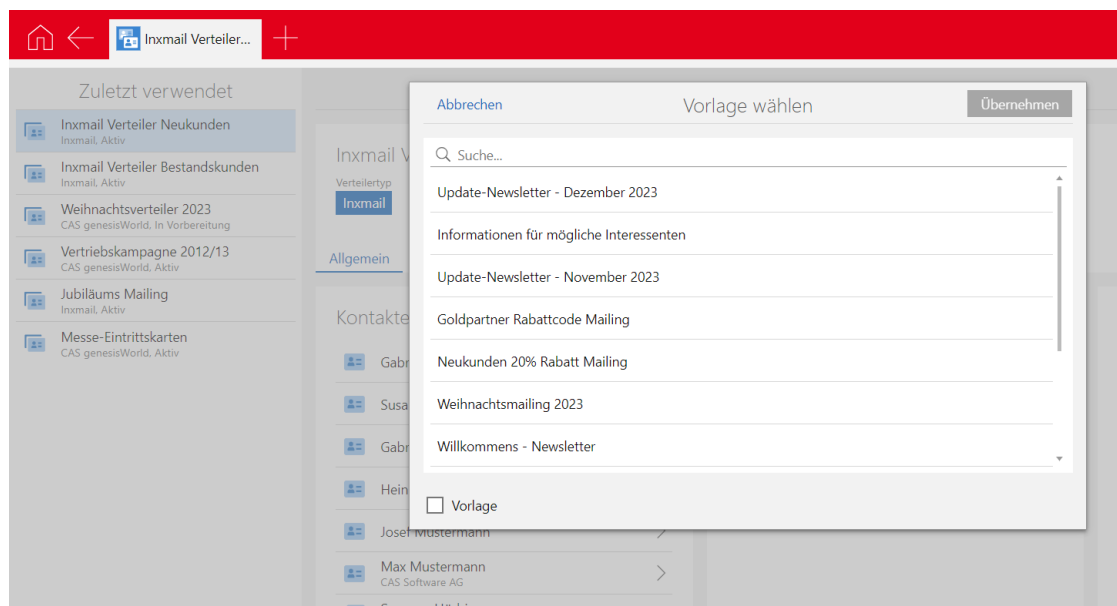 Inxmail Verteiler...
Zuletzt verwendet
Inxmail Verteiler Neukunden
Inxmail, Aktiv
Inxmail Verteiler Bestandskunden
Inxmail, Aktiv
Weihnachtsverteiler 2023
CAS genesisWorld, In Vorbereitung
Vertriebskampagne 2012/13
CAS genesisWorld, Aktiv
Jubiläums Mailing
Inxmail, Aktiv
Messe-Eintrittskarten
CAS genesisWorld, Aktiv
Inxmail V
Verteilertyp
Inxmail
Allgemein
Kontakte
Gabr
Susa
Gabr
Hein
Josef Mustermann
Max Mustermann
CAS Software AG
Abbrechen
Vorlage wählen
Übernehmen
Suche...
Update-Newsletter - Dezember 2023
Informationen für mögliche Interessenten
Update-Newsletter - November 2023
Goldpartner Rabattcode Mailing
Neukunden 20% Rabatt Mailing
Weihnachtsmailing 2023
Willkommens - Newsletter
Vorlage